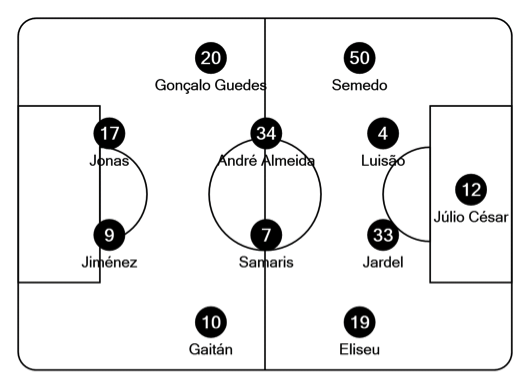 20
Gonçalo Guedes
50
Semedo
17
Jonas
34
André Almeida
4
Luisão
12
Júlio César
9
Jiménez
7
Samaris
33
Jardel
10
Gaitán
19
Eliseu